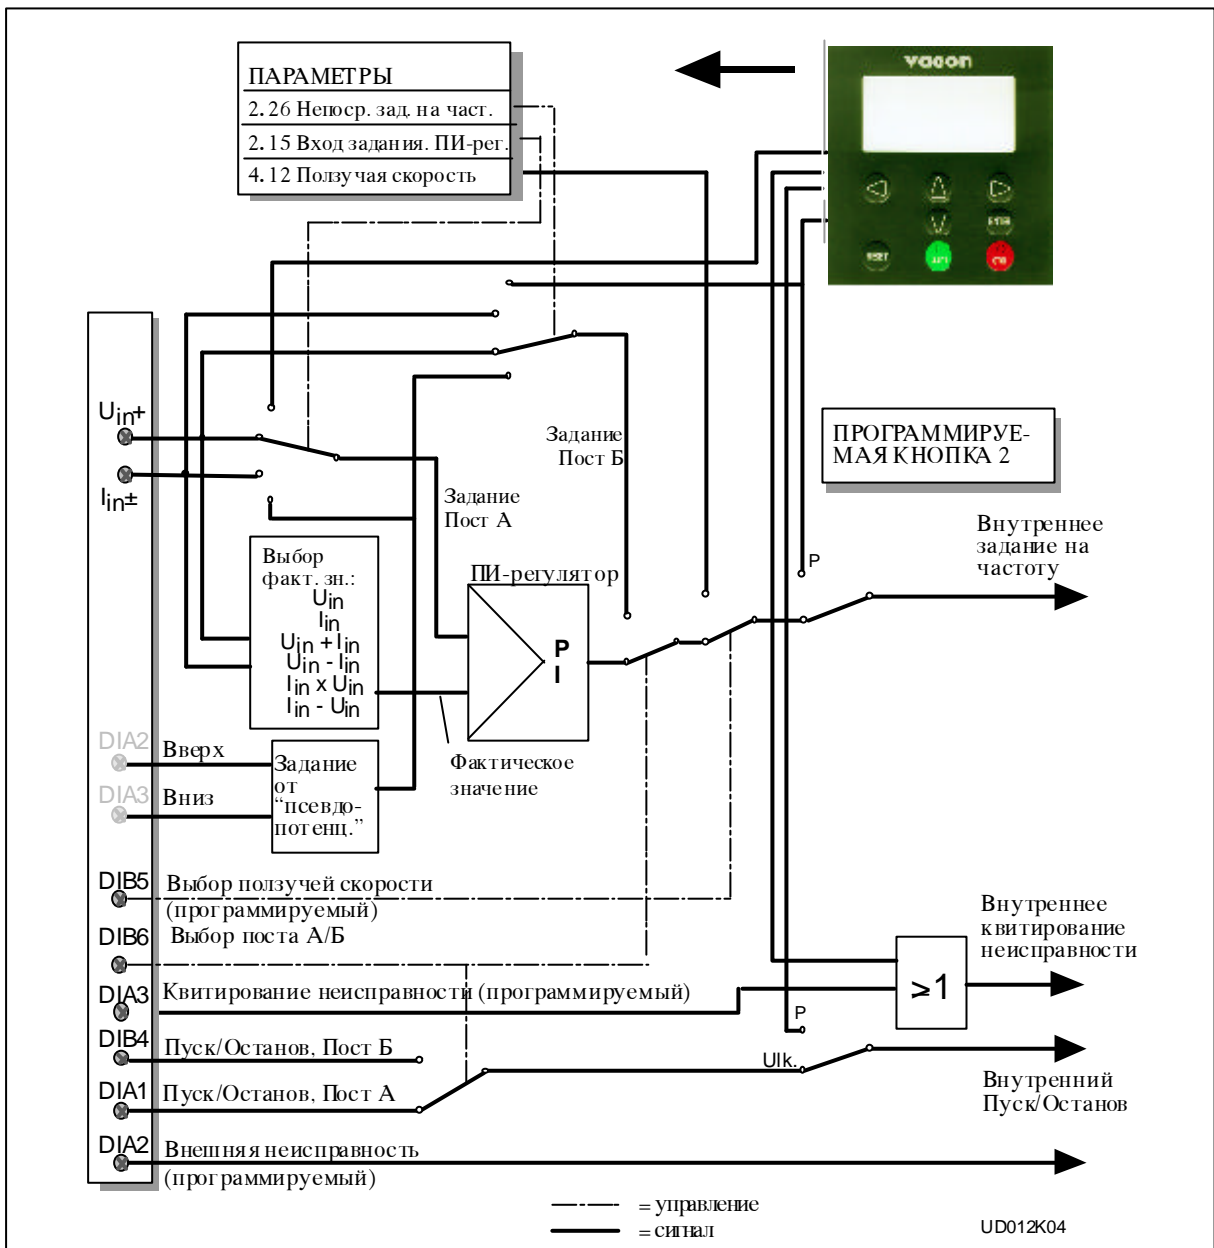 vacon
ПАРАМЕТРЫ
2.26 Непоср. зад. на част.
2.15 Вход задания. ПИ-рег.
4.12 Ползучая скорость
RESET
Uin+
Iin±
Задание
Пост Б
Задание
Пост А
ПРОГРАММИРУЕ-
МАЯ КНОПКА 2
Внутреннее
задание на
частоту
P
Выбор
факт. зн.:
Uin
Iin
Uin + Iin
Uin - Iin
Iin x Uin
Iin - Uin
ПИ-регулятор
P
I
Фактическое
значение
DIA2
Вверх
DIA3
Вниз
Задание
от
“псевдо-
потенц.”
DIB5
Выбор ползучей скорости
(программируемый)
DIB6
Выбор поста А/Б
DIA3
Квитирование неисправности (программируемый)
Внутреннее
квитирование
неисправности
≥1
P
DIB4
Пуск/Останов, Пост Б
Ulk.
DIA1
Пуск/Останов, Пост А
Внутренний
Пуск/Останов
DIA2
Внешняя неисправность
(программируемый)
= управление
= сигнал
UD012K04